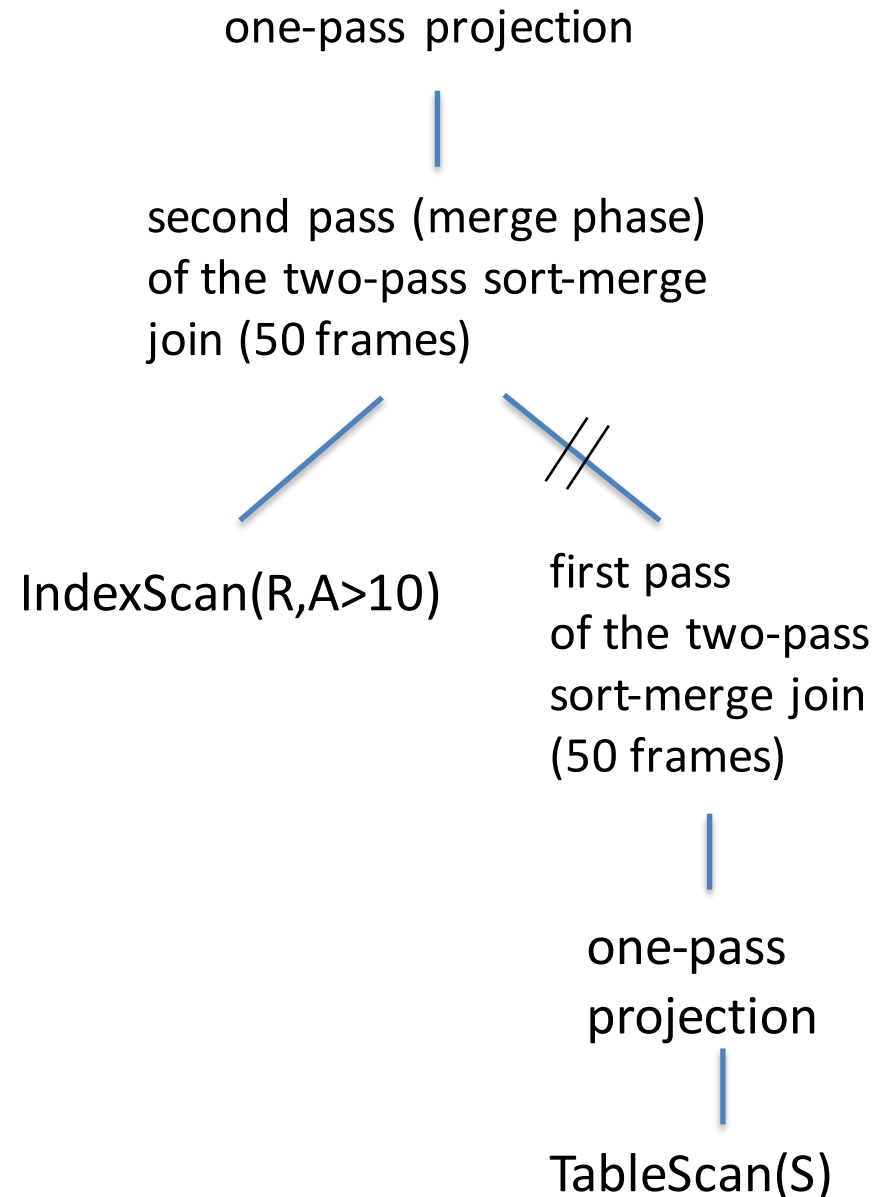 one-pass projection
second pass (merge phase)
of the two-pass sort-merge
join (50 frames)
IndexScan(R,A>10)
first pass
of the two-pass
sort-merge join
(50 frames)
one-pass
projection
TableScan(S)